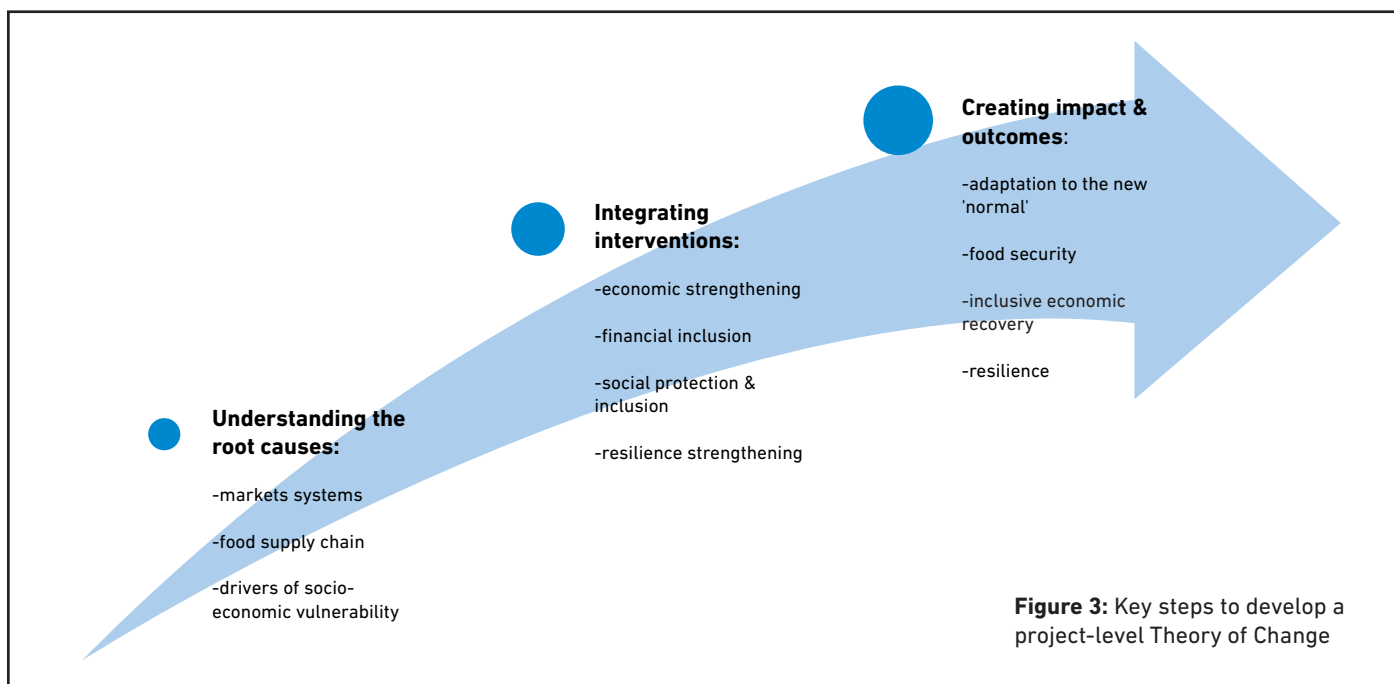 Understanding the
root causes:
-markets systems
-food supply chain
-drivers of socio-
economic vulnerability
Integrating
interventions:
-economic strengthening
-financial inclusion
-social protection &
inclusion
-resilience strengthening
Creating impact &
outcomes:
-adaptation to the new
'normal'
-food security
-inclusive economic
recovery
-resilience
Figure 3: Key steps to develop a
project-level Theory of Change